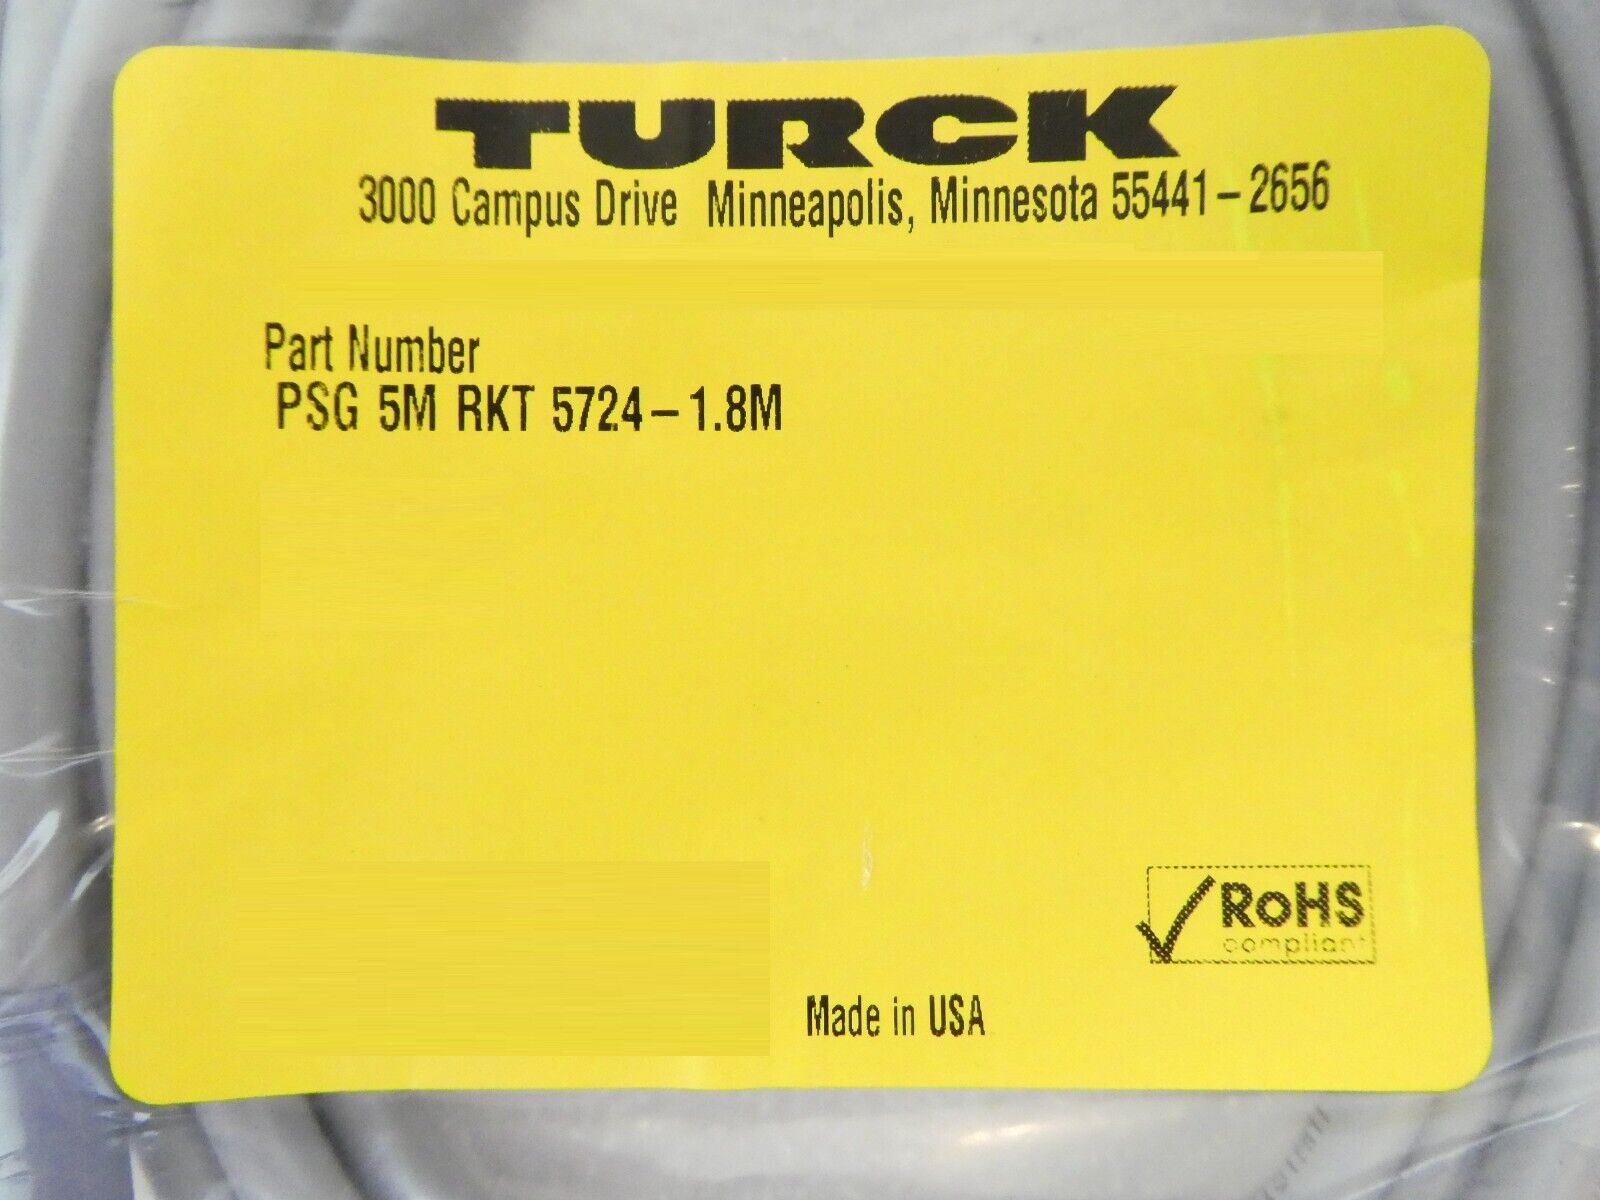 TURCK
3000 Campus Drive Minneapolis, Minnesota 55441-2656
Part Number
PSG 5M RKT 5724-1.8M
RoHS
compliant
Made in USA